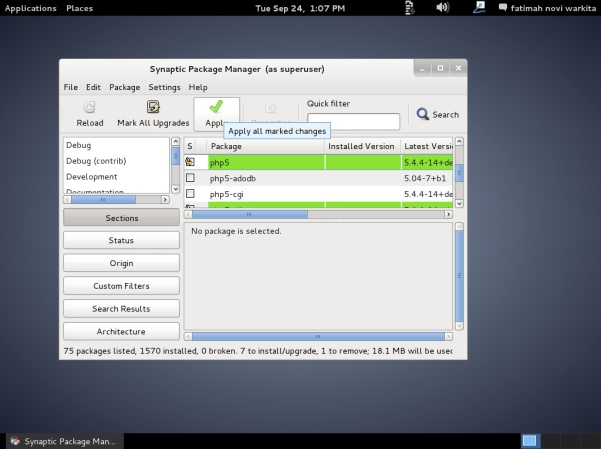 Applications Places Tue Sep 24, 1:07 PM fatimah novi warkita
Synaptic Package Manager (as superuser)
File Edit Package Settings Help
Quick filter
Reload Mark All Upgrades Apply Search
Apply all marked changes
Debug
Debug (contrib)
Development
Documentation
S Package Installed Version Latest Versi
php5 5.4.4-14+de
php5-adodb 5.04-7+b1
php5-cgi 5.4.4-14+de
No package is selected.
Sections
Status
Origin
Custom Filters
Search Results
Architecture
75 packages listed, 1570 installed, 0 broken. 7 to install/upgrade, 1 to remove; 18.1 MB will be used
Synaptic Package Man...